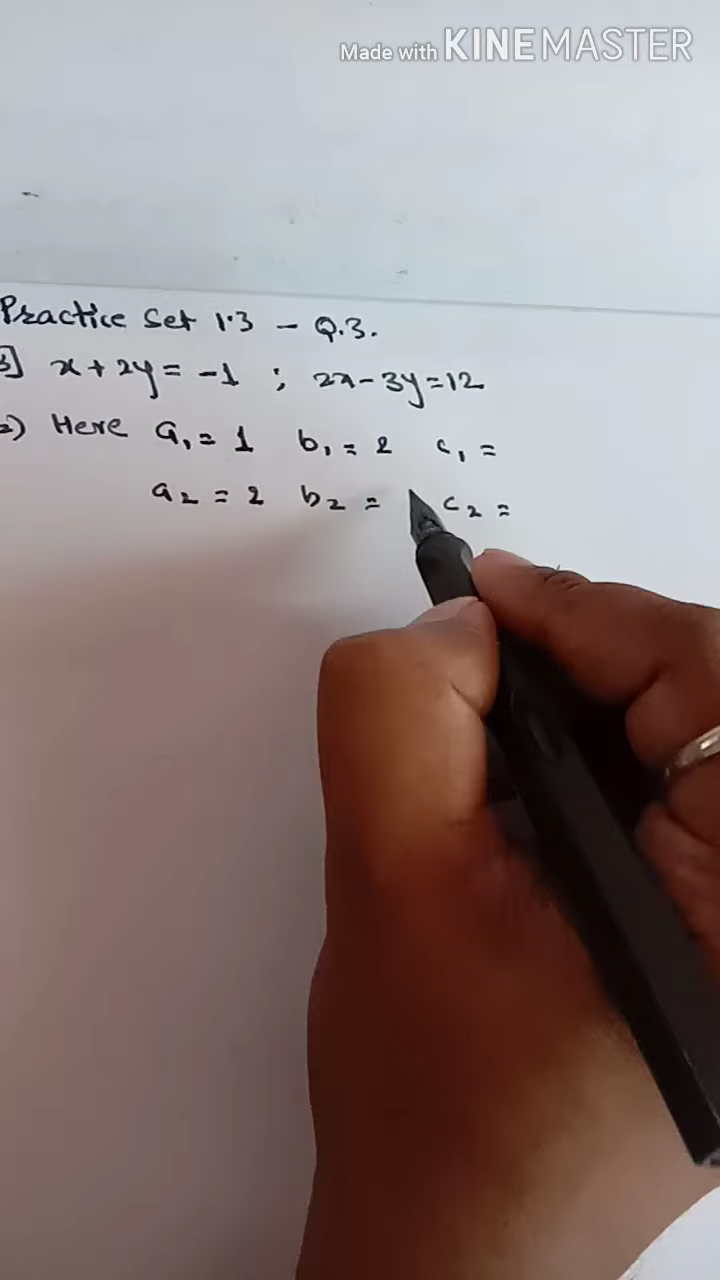 Made with KINEMASTER
Practice Set 1.3 - Q.3.
3] x + 2y = -1 ; 2x - 3y = 12
Here a₁ = 1 b₁ = 2 c₁ =
a₂ = 2 b₂ = c₂ =